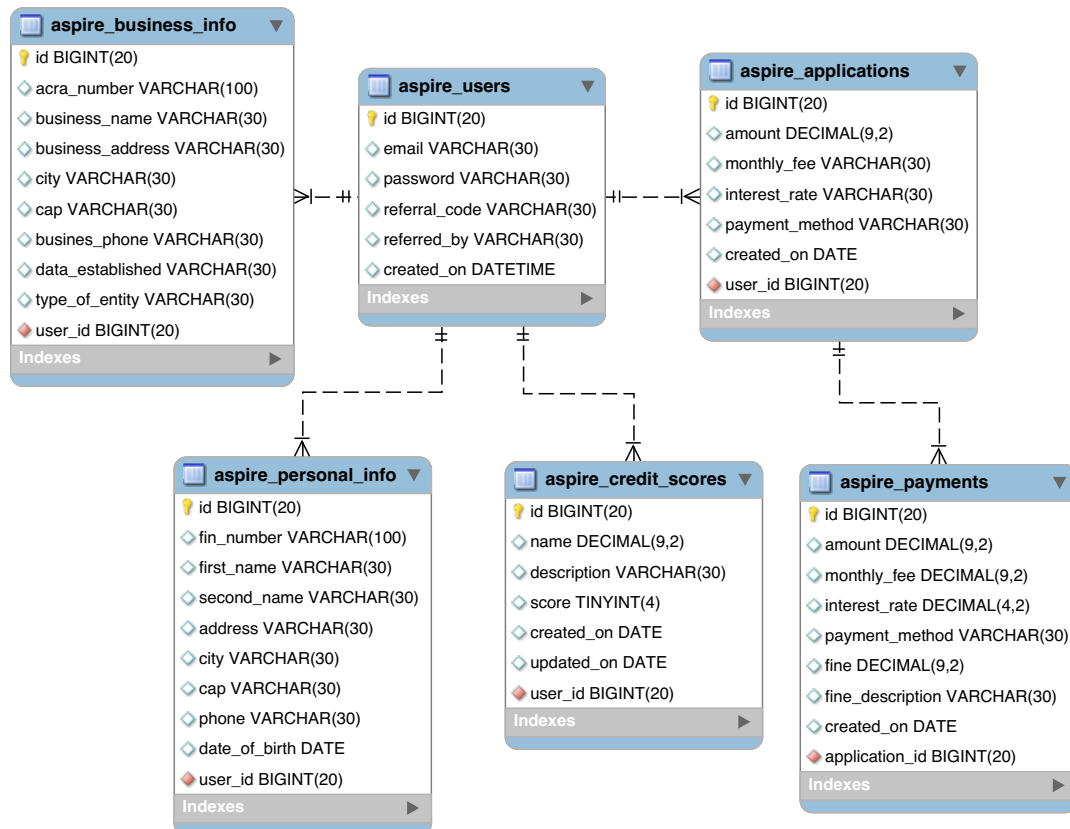 aspire_business_info
id BIGINT(20)
acra_number VARCHAR(100)
business_name VARCHAR(30)
business_address VARCHAR(30)
city VARCHAR(30)
cap VARCHAR(30)
busines_phone VARCHAR(30)
data_established VARCHAR(30)
type_of_entity VARCHAR(30)
user_id BIGINT(20)
Indexes
aspire_users
id BIGINT(20)
email VARCHAR(30)
password VARCHAR(30)
referral_code VARCHAR(30)
referred_by VARCHAR(30)
created_on DATETIME
Indexes
aspire_applications
id BIGINT(20)
amount DECIMAL(9,2)
monthly_fee VARCHAR(30)
interest_rate VARCHAR(30)
payment_method VARCHAR(30)
created_on DATE
user_id BIGINT(20)
Indexes
aspire_personal_info
id BIGINT(20)
fin_number VARCHAR(100)
first_name VARCHAR(30)
second_name VARCHAR(30)
address VARCHAR(30)
city VARCHAR(30)
cap VARCHAR(30)
phone VARCHAR(30)
date_of_birth DATE
user_id BIGINT(20)
Indexes
aspire_credit_scores
id BIGINT(20)
name DECIMAL(9,2)
description VARCHAR(30)
score TINYINT(4)
created_on DATE
updated_on DATE
user_id BIGINT(20)
Indexes
aspire_payments
id BIGINT(20)
amount DECIMAL(9,2)
monthly_fee DECIMAL(9,2)
interest_rate DECIMAL(4,2)
payment_method VARCHAR(30)
fine DECIMAL(9,2)
fine_description VARCHAR(30)
created_on DATE
application_id BIGINT(20)
Indexes